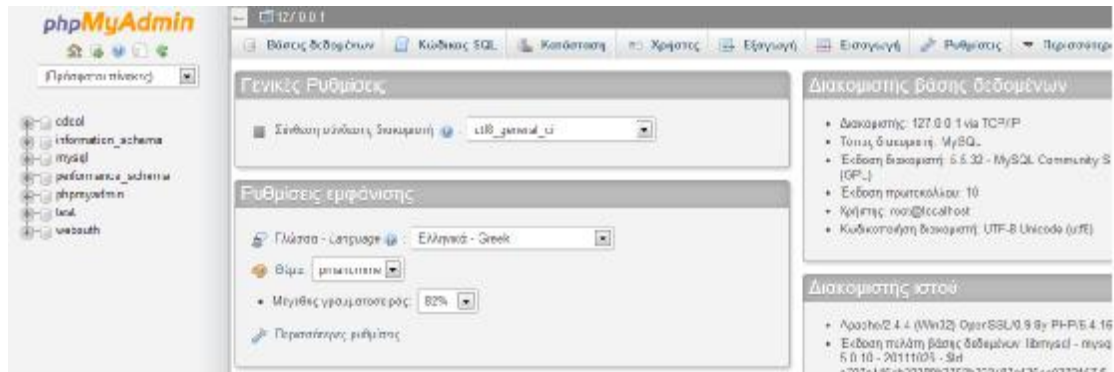 phpMyAdmin
(Πρόσφατοι πίνακες)
cdcol
information_schema
mysql
performance_schema
phpmyadmin
test
webauth
127.0.0.1
Βάσεις δεδομένων
Κώδικας SQL
Κατάσταση
Χρήστες
Εξαγωγή
Εισαγωγή
Ρυθμίσεις
Περισσότερ
Γενικές Ρυθμίσεις
Σύνθεση σύνδεσης διακομιστή : utf8_general_ci
Ρυθμίσεις εμφάνισης
Γλώσσα - Language : Ελληνικά - Greek
Θέμα: pmahomme
Μέγεθος γραμματοσειράς: 82%
Περισσότερες ρυθμίσεις
Διακομιστής βάσης δεδομένων
Διακομιστής: 127.0.0.1 via TCP/IP
Τύπος διακομιστή: MySQL
Έκδοση διακομιστή: 5.5.32 - MySQL Community S
(GPL)
Έκδοση πρωτοκόλλου: 10
Χρήστης: root@localhost
Κωδικοποίηση διακομιστή: UTF-8 Unicode (utf8)
Διακομιστής ιστού
Apache/2.4.4 (Win32) OpenSSL/0.9.8y PHP/5.4.16
Έκδοση πελάτη βάσης δεδομένων: libmysql - mysq
5.0.10 - 20111026 - $Id: